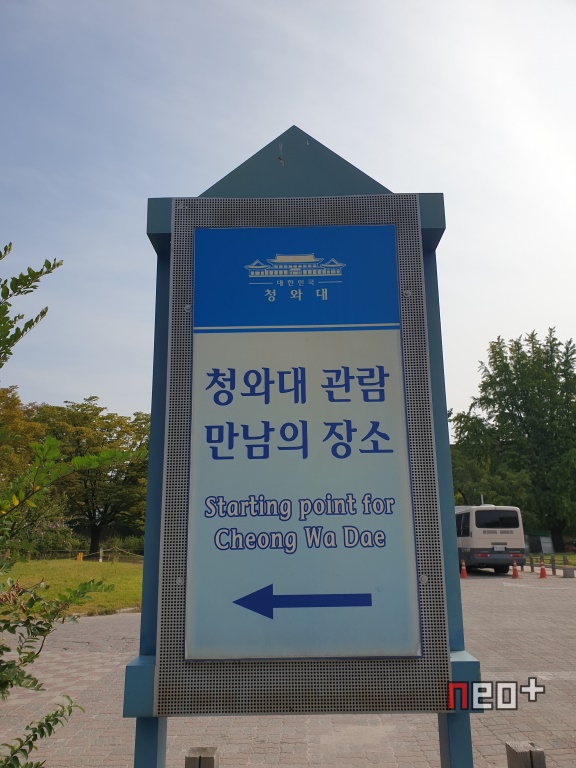 대한민국
청와대
청와대 관람
만남의 장소
Starting point for
Cheong Wa Dae
neo+